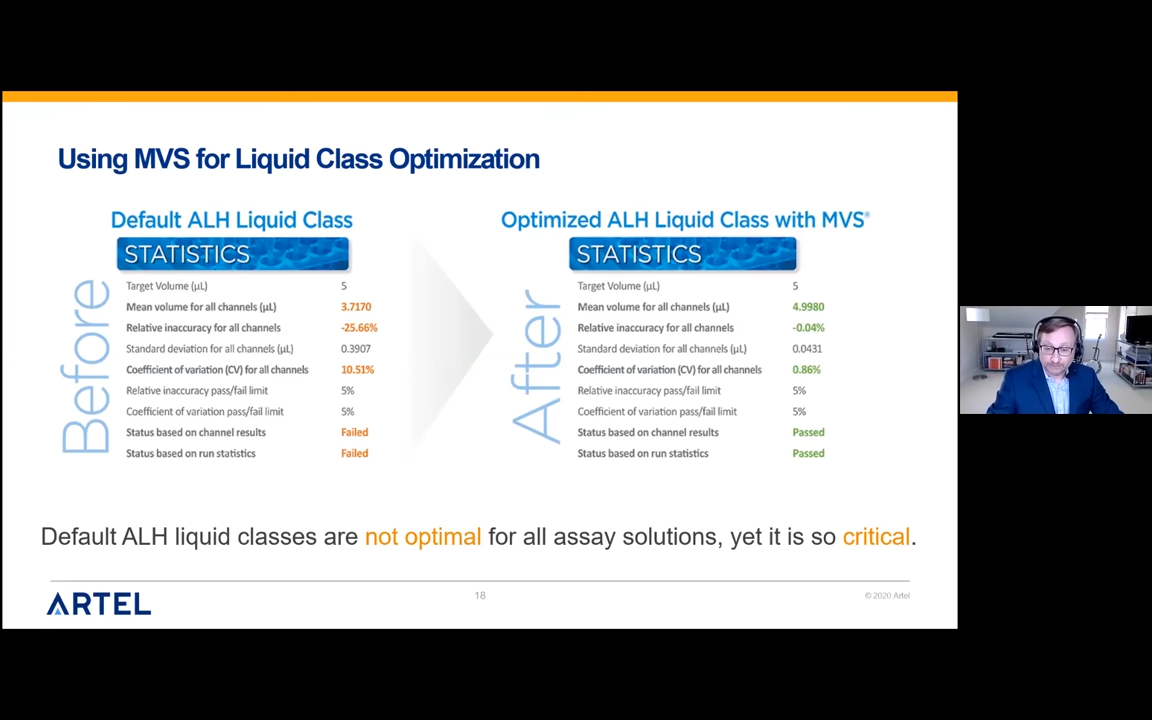 Using MVS for Liquid Class Optimization
Default ALH Liquid Class
STATISTICS
Before
Target Volume (µL) 5
Mean volume for all channels (µL) 3.7170
Relative inaccuracy for all channels -25.66%
Standard deviation for all channels (µL) 0.3907
Coefficient of variation (CV) for all channels 10.51%
Relative inaccuracy pass/fail limit 5%
Coefficient of variation pass/fail limit 5%
Status based on channel results Failed
Status based on run statistics Failed
Optimized ALH Liquid Class with MVS®
STATISTICS
After
Target Volume (µL) 5
Mean volume for all channels (µL) 4.9980
Relative inaccuracy for all channels -0.04%
Standard deviation for all channels (µL) 0.0431
Coefficient of variation (CV) for all channels 0.86%
Relative inaccuracy pass/fail limit 5%
Coefficient of variation pass/fail limit 5%
Status based on channel results Passed
Status based on run statistics Passed
Default ALH liquid classes are not optimal for all assay solutions, yet it is so critical.
ARTEL
18
© 2020 Artel